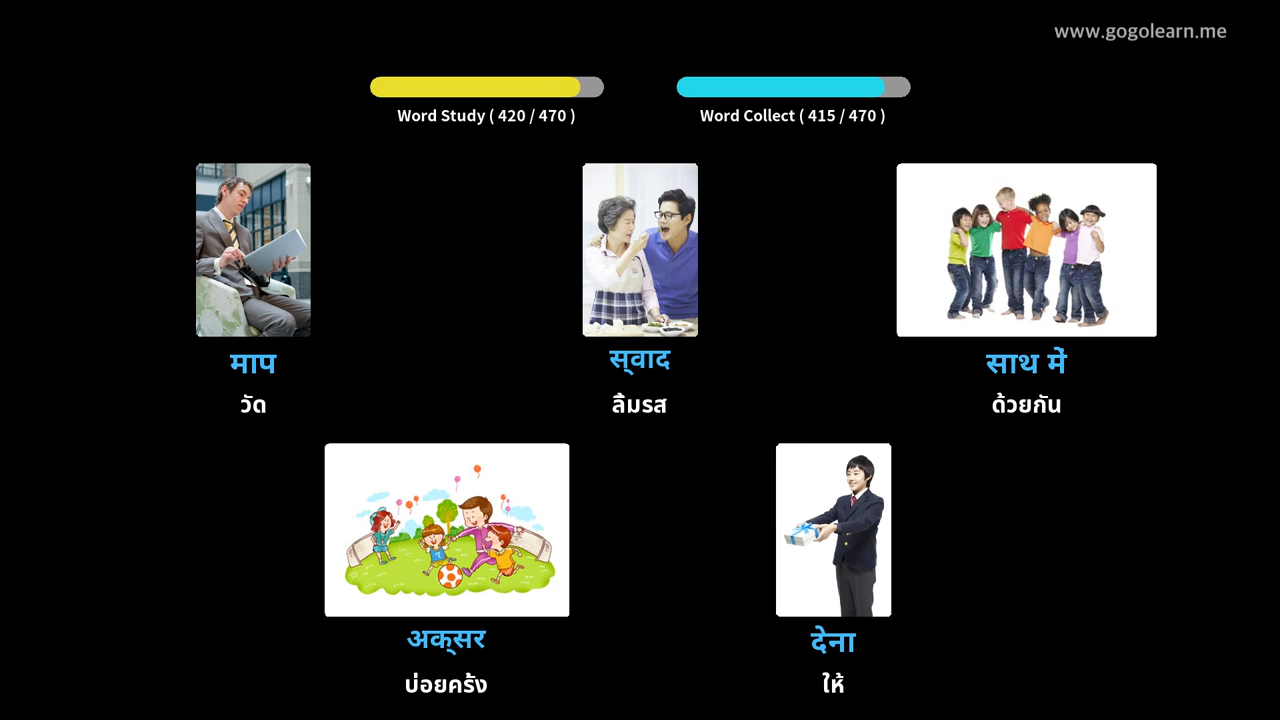 www.gogolearn.me
Word Study ( 420 / 470 )
Word Collect ( 415 / 470 )
माप
स्वाद
साथ में
วัด
ลิ้มรส
ด้วยกัน
अक्सर
देना
บ่อยครั้ง
ให้